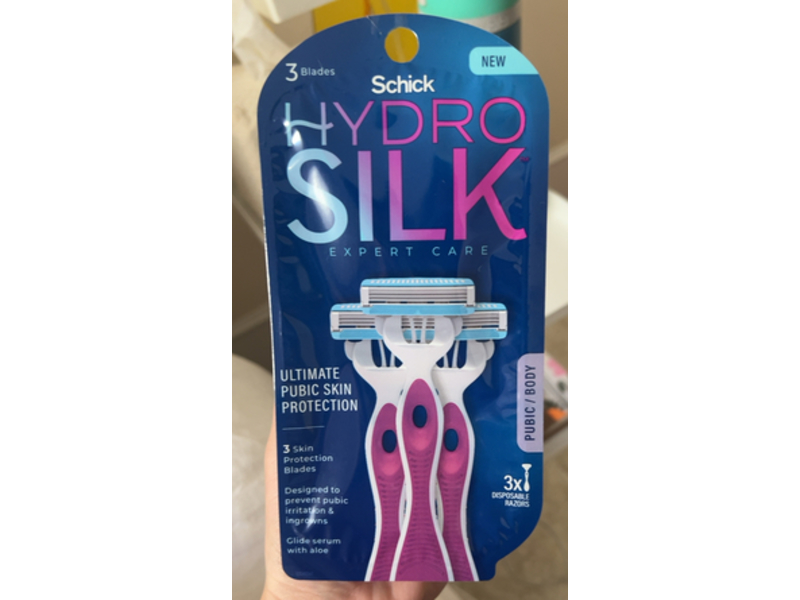 3 Blades
NEW
Schick
HYDRO
SILK
EXPERT CARE
ULTIMATE
PUBIC SKIN
PROTECTION
3 Skin
Protection
Blades
Designed to
prevent pubic
irritation &
ingrowns
Glide serum
with aloe
PUBIC / BODY
3x
DISPOSABLE
RAZORS